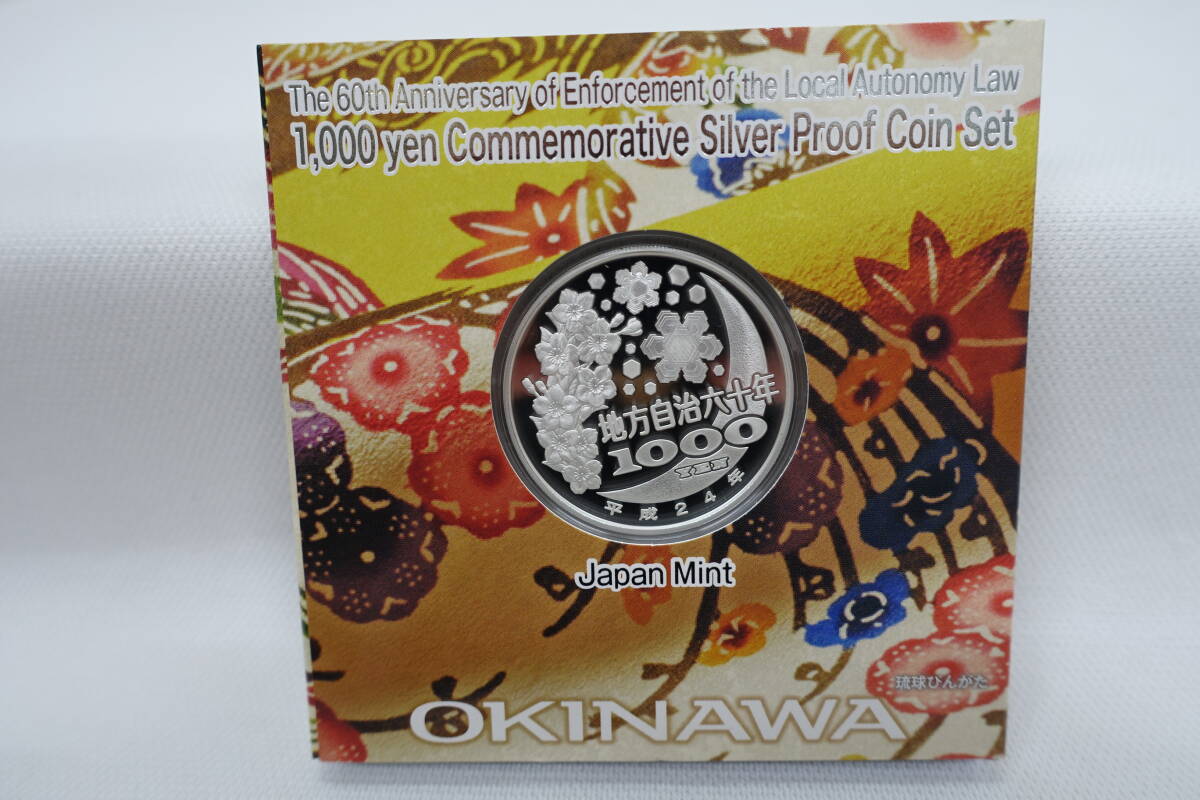 The 60th Anniversary of Enforcement of the Local Autonomy Law
1,000 yen Commemorative Silver Proof Coin Set
地方自治六十年
1000
YEN
平成24年
Japan Mint
琉球びんがた
OKINAWA